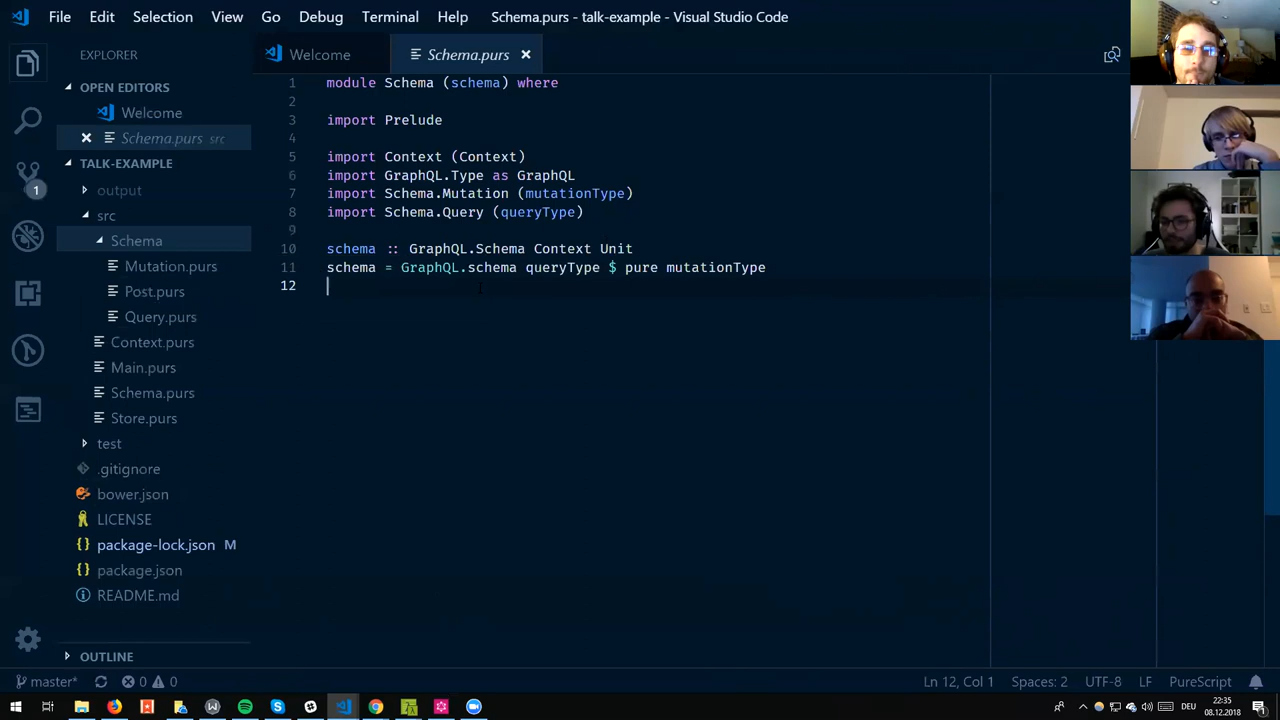 File Edit Selection View Go Debug Terminal Help Schema.purs - talk-example - Visual Studio Code
EXPLORER
OPEN EDITORS
Welcome
Schema.purs src
TALK-EXAMPLE
output
src
Schema
Mutation.purs
Post.purs
Query.purs
Context.purs
Main.purs
Schema.purs
Store.purs
test
.gitignore
bower.json
LICENSE
package-lock.json M
package.json
README.md
OUTLINE
1
Welcome Schema.purs
1 module Schema (schema) where
2
3 import Prelude
4
5 import Context (Context)
6 import GraphQL.Type as GraphQL
7 import Schema.Mutation (mutationType)
8 import Schema.Query (queryType)
9
10 schema :: GraphQL.Schema Context Unit
11 schema = GraphQL.schema queryType $ pure mutationType
12
master* 0 0 Ln 12, Col 1 Spaces: 2 UTF-8 LF PureScript
DEU 22:35
08.12.2018